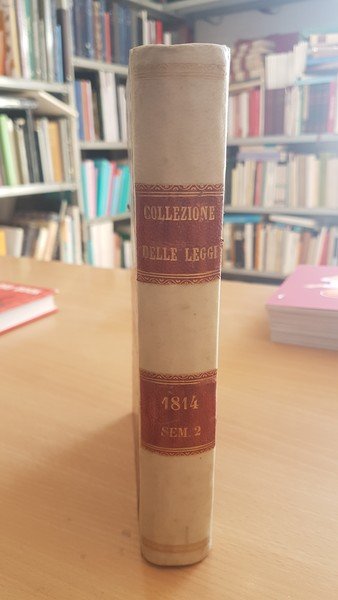 COLLEZIONE
DELLE LEGGI
1814
SEM. 2